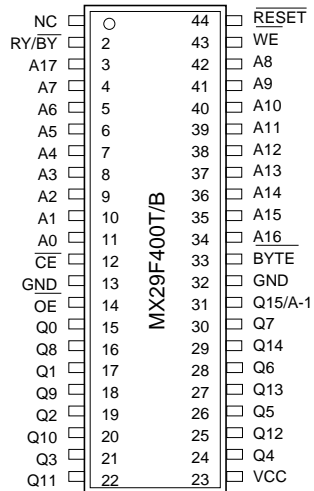 NC 44 RESET
RY/BY 2 43 WE
A17 3 42 A8
A7 4 41 A9
A6 5 40 A10
A5 6 39 A11
A4 7 38 A12
A3 8 37 A13
A2 9 36 A14
A1 10 35 A15
A0 11 34 A16
CE 12 33 BYTE
GND 13 32 GND
OE 14 31 Q15/A-1
Q0 15 30 Q7
Q8 16 29 Q14
Q1 17 28 Q6
Q9 18 27 Q13
Q2 19 26 Q5
Q10 20 25 Q12
Q3 21 24 Q4
Q11 22 23 VCC
MX29F400T/B